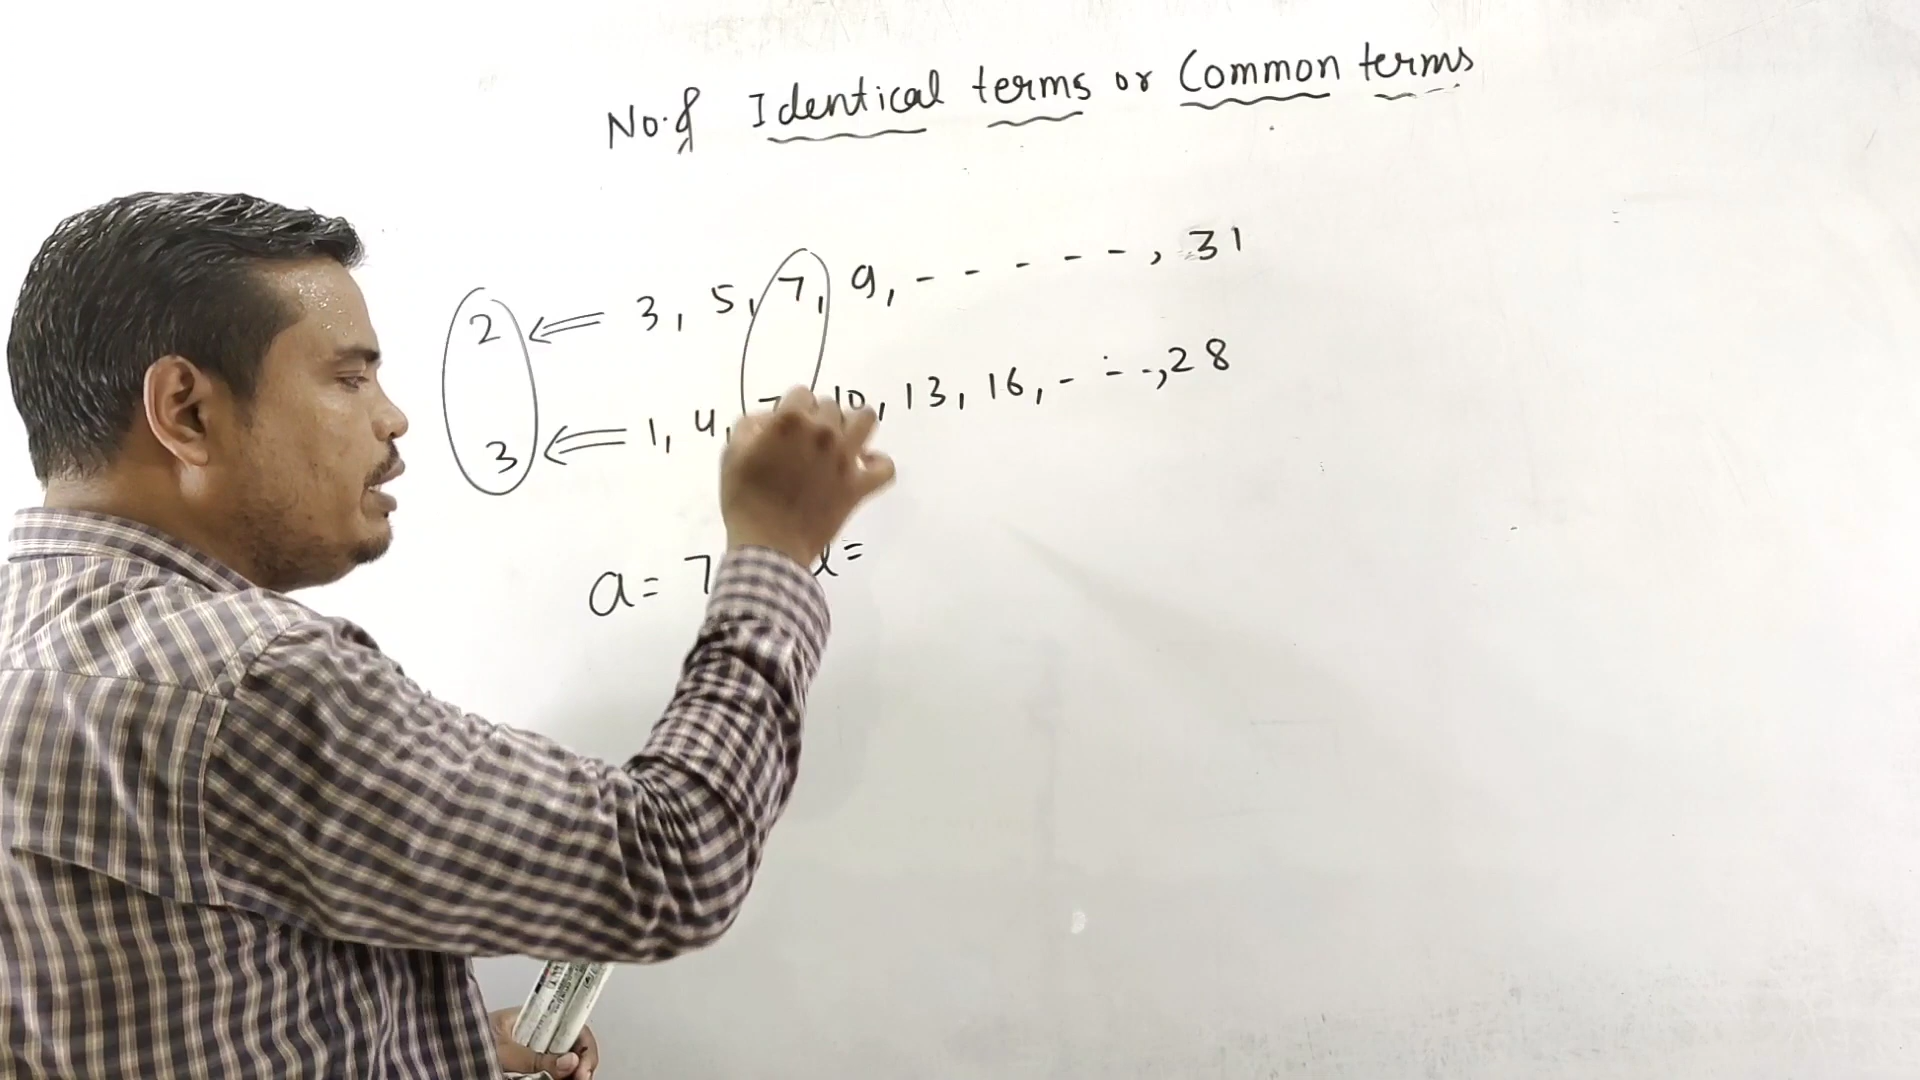 No. of Identical terms or Common terms
2 ⇐ 3, 5, 7, 9, - - - - -, 31
3 ⇐ 1, 4, 7, 10, 13, 16, - - -, 28
a = 7 =